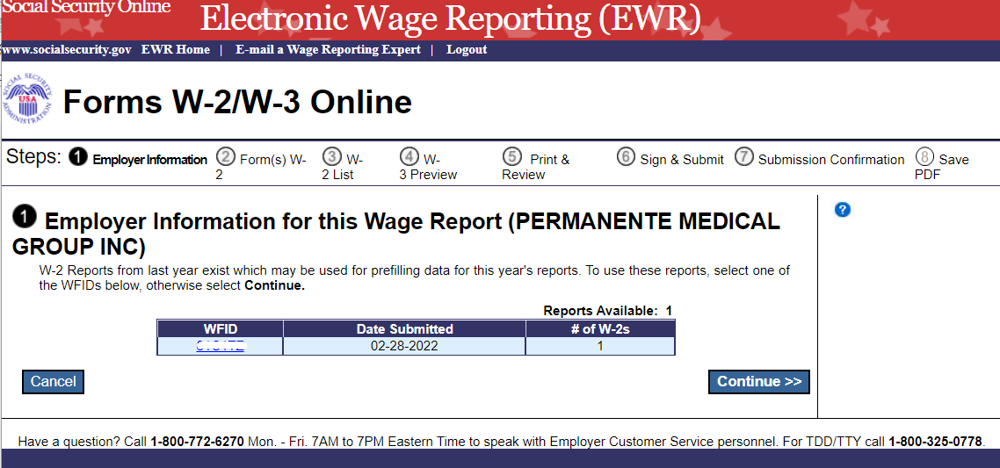 Social Security Online
Electronic Wage Reporting (EWR)
www.socialsecurity.gov EWR Home | E-mail a Wage Reporting Expert | Logout
SOCIAL SECURITY ADMINISTRATION
USA
Forms W-2/W-3 Online
Steps: 1 Employer Information 2 Form(s) W- 3 W- 4 W- 5 Print & 6 Sign & Submit 7 Submission Confirmation 8 Save
2 2 List 3 Preview Review PDF
1 Employer Information for this Wage Report (PERMANENTE MEDICAL
GROUP INC)
?
W-2 Reports from last year exist which may be used for prefilling data for this year's reports. To use these reports, select one of
the WFIDs below, otherwise select Continue.
Reports Available: 1
WFID Date Submitted # of W-2s
02-28-2022 1
Cancel Continue >>
Have a question? Call 1-800-772-6270 Mon. - Fri. 7AM to 7PM Eastern Time to speak with Employer Customer Service personnel. For TDD/TTY call 1-800-325-0778.